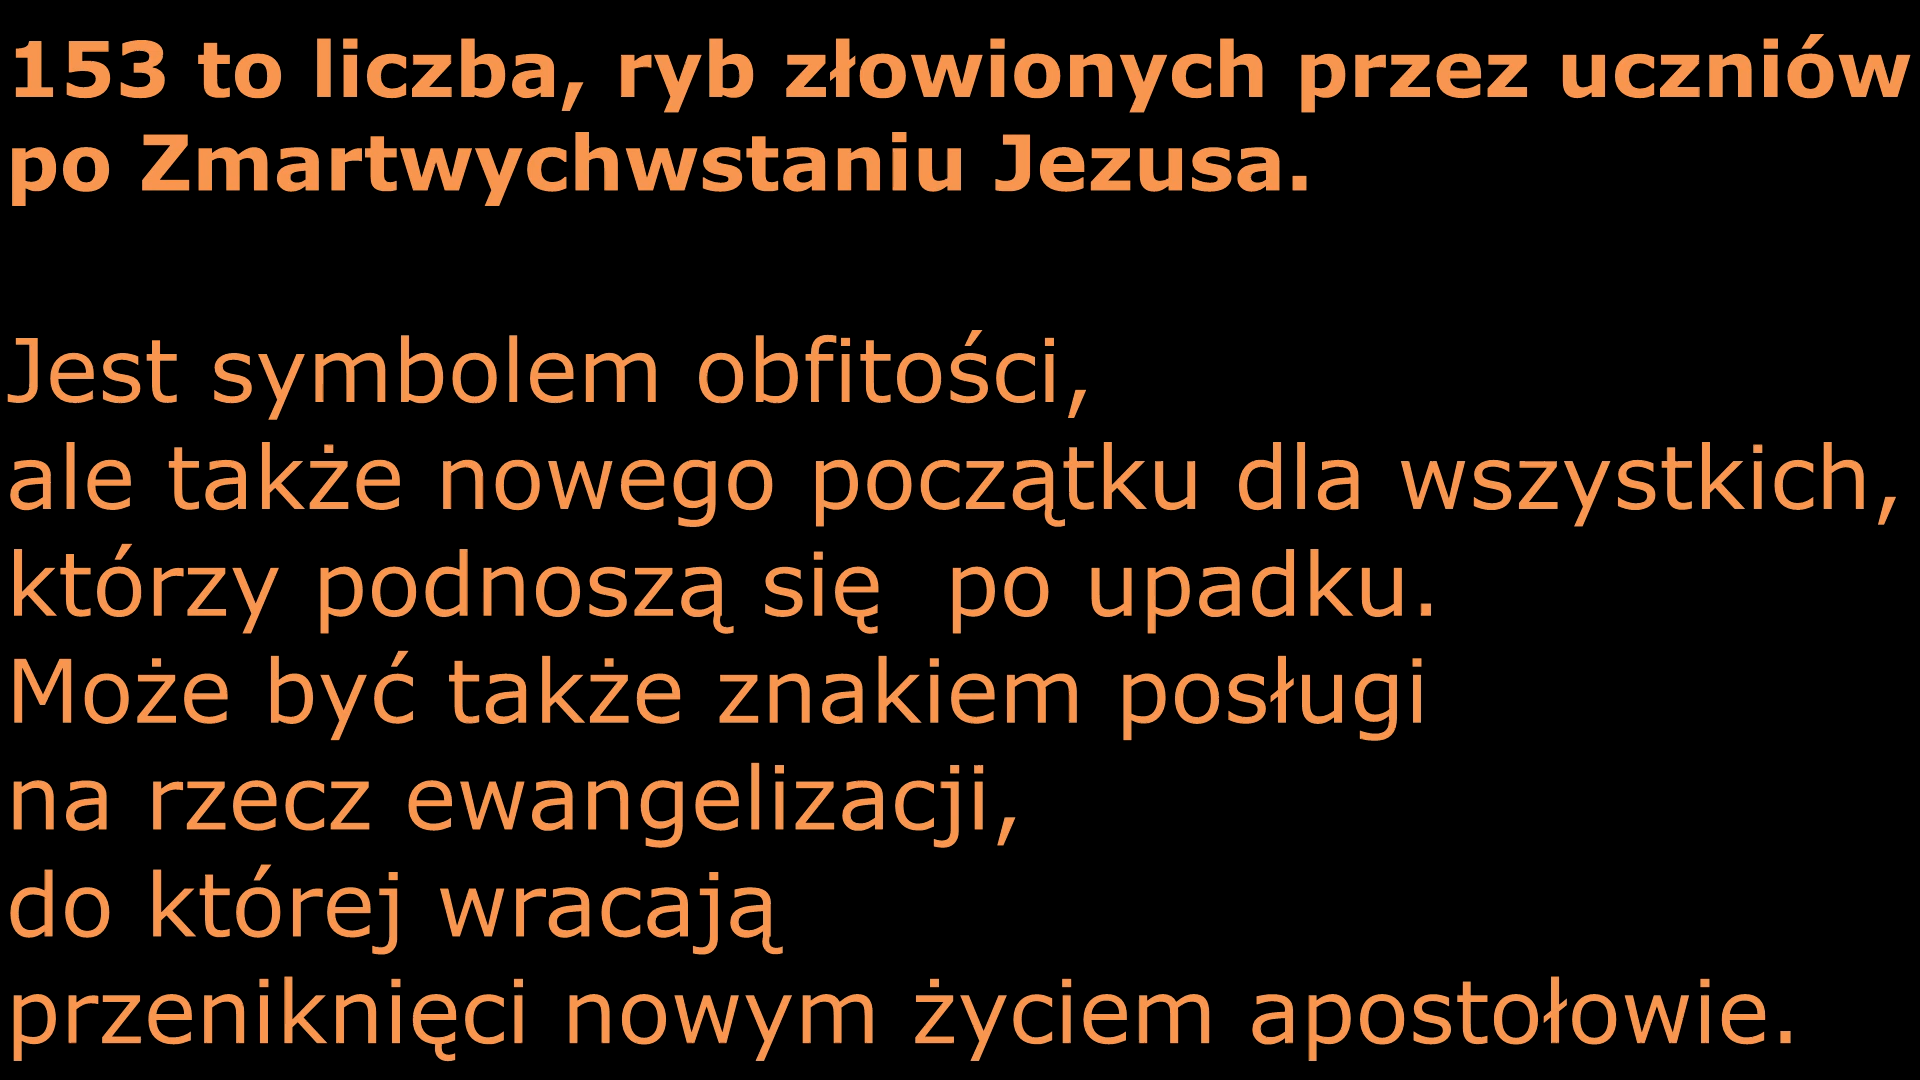 153 to liczba, ryb złowionych przez uczniów
po Zmartwychwstaniu Jezusa.
Jest symbolem obfitości,
ale także nowego początku dla wszystkich,
którzy podnoszą się  po upadku.
Może być także znakiem posługi
na rzecz ewangelizacji,
do której wracają
przeniknięci nowym życiem apostołowie.